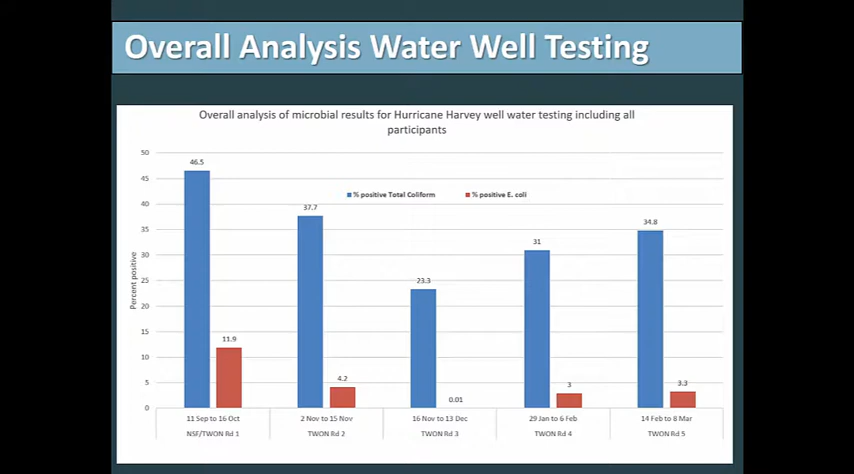 Overall Analysis Water Well Testing
Overall analysis of microbial results for Hurricane Harvey well water testing including all
participants
% positive Total Coliform
% positive E. coli
Percent positive
50
45
40
35
30
25
20
15
10
5
0
46.5
11.9
37.7
4.2
23.3
0.01
31
3
34.8
3.3
11 Sep to 16 Oct
2 Nov to 15 Nov
16 Nov to 13 Dec
29 Jan to 6 Feb
14 Feb to 8 Mar
NSF/TWON Rd 1
TWON Rd 2
TWON Rd 3
TWON Rd 4
TWON Rd 5